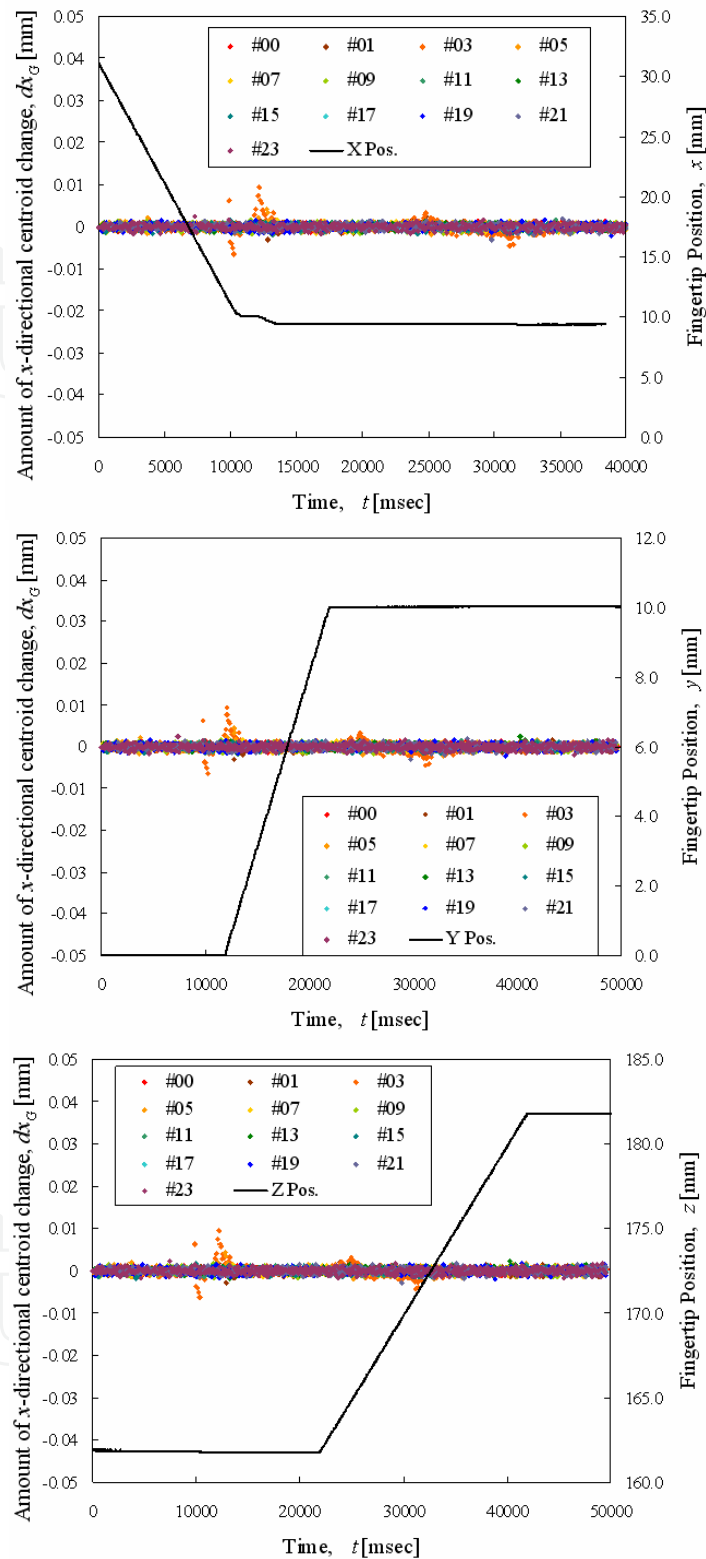 Amount of x-directional centroid change, dxG [mm]
0.05
0.04
0.03
0.02
0.01
0
-0.01
-0.02
-0.03
-0.04
-0.05
#00 #01 #03 #05
#07 #09 #11 #13
#15 #17 #19 #21
#23 X Pos.
35.0
30.0
25.0
20.0
15.0
10.0
5.0
0.0
Fingertip Position, x [mm]
0 5000 10000 15000 20000 25000 30000 35000 40000
Time, t [msec]
Amount of x-directional centroid change, dxG [mm]
0.05
0.04
0.03
0.02
0.01
0
-0.01
-0.02
-0.03
-0.04
-0.05
#00 #01 #03
#05 #07 #09
#11 #13 #15
#17 #19 #21
#23 Y Pos.
12.0
10.0
8.0
6.0
4.0
2.0
0.0
Fingertip Position, y [mm]
0 10000 20000 30000 40000 50000
Time, t [msec]
Amount of x-directional centroid change, dxG [mm]
0.05
0.04
0.03
0.02
0.01
0
-0.01
-0.02
-0.03
-0.04
-0.05
#00 #01 #03
#05 #07 #09
#11 #13 #15
#17 #19 #21
#23 Z Pos.
185.0
180.0
175.0
170.0
165.0
160.0
Fingertip Position, z [mm]
0 10000 20000 30000 40000 50000
Time, t [msec]